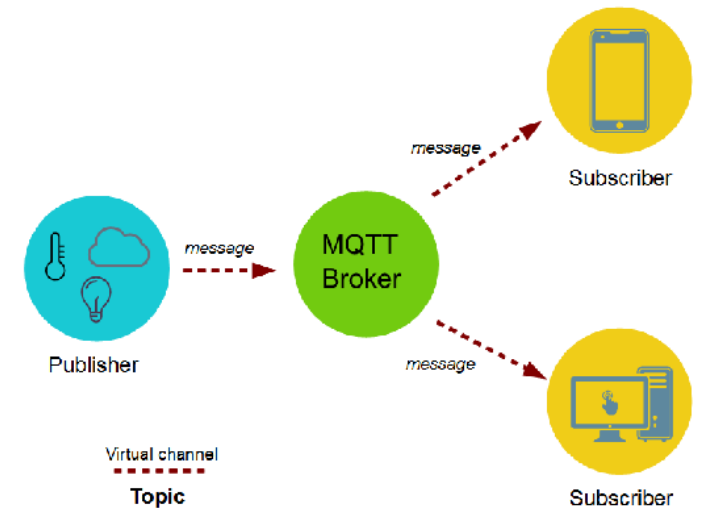 message
Subscriber
message
MQTT
Broker
Publisher
message
Virtual channel
Topic
Subscriber